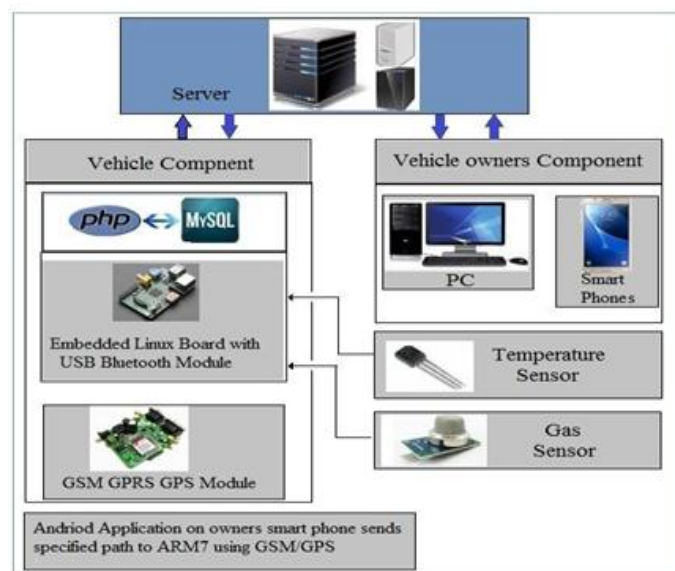 Server
Vehicle Compnent
php
MySQL
Embedded Linux Board with
USB Bluetooth Module
GSM GPRS GPS Module
Vehicle owners Component
PC
Smart
Phones
Temperature
Sensor
Gas
Sensor
Andriod Application on owners smart phone sends
specified path to ARM7 using GSM/GPS